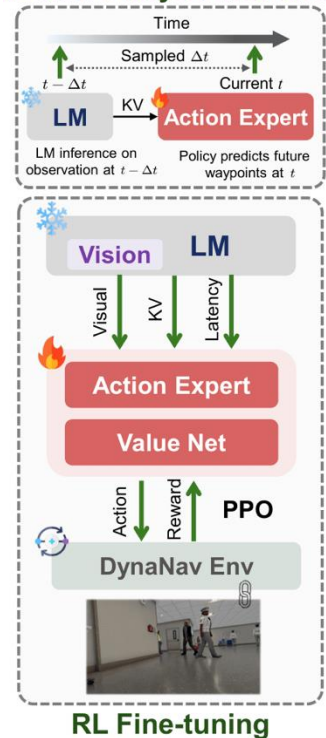 Time
Sampled Δt
t − Δt
Current t
LM
KV
Action Expert
LM inference on
observation at t − Δt
Policy predicts future
waypoints at t
Vision
LM
Visual
KV
Latency
Action Expert
Value Net
Action
Reward
PPO
DynaNav Env
RL Fine-tuning